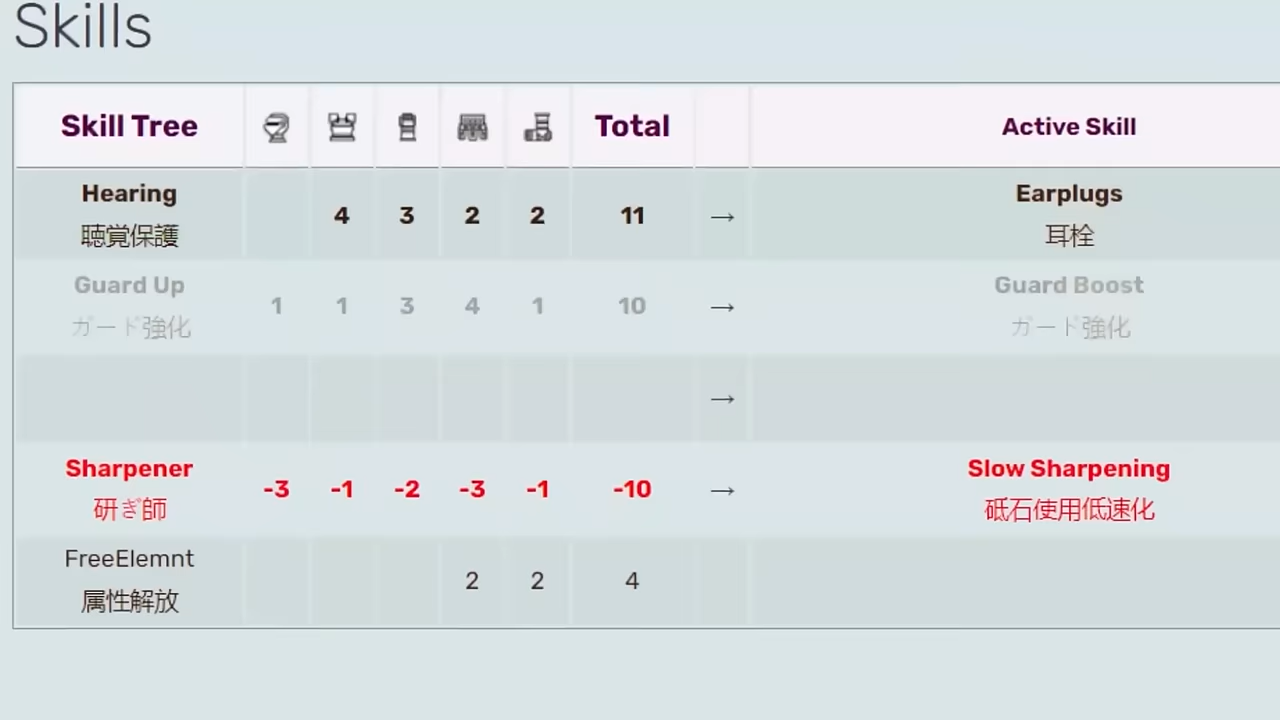 Skills
Skill Tree Total Active Skill
Hearing 4 3 2 2 11 → Earplugs
聴覚保護 耳栓
Guard Up 1 1 3 4 1 10 → Guard Boost
ガード強化 ガード強化
→
Sharpener -3 -1 -2 -3 -1 -10 → Slow Sharpening
研ぎ師 砥石使用低速化
FreeElemnt 2 2 4
属性解放